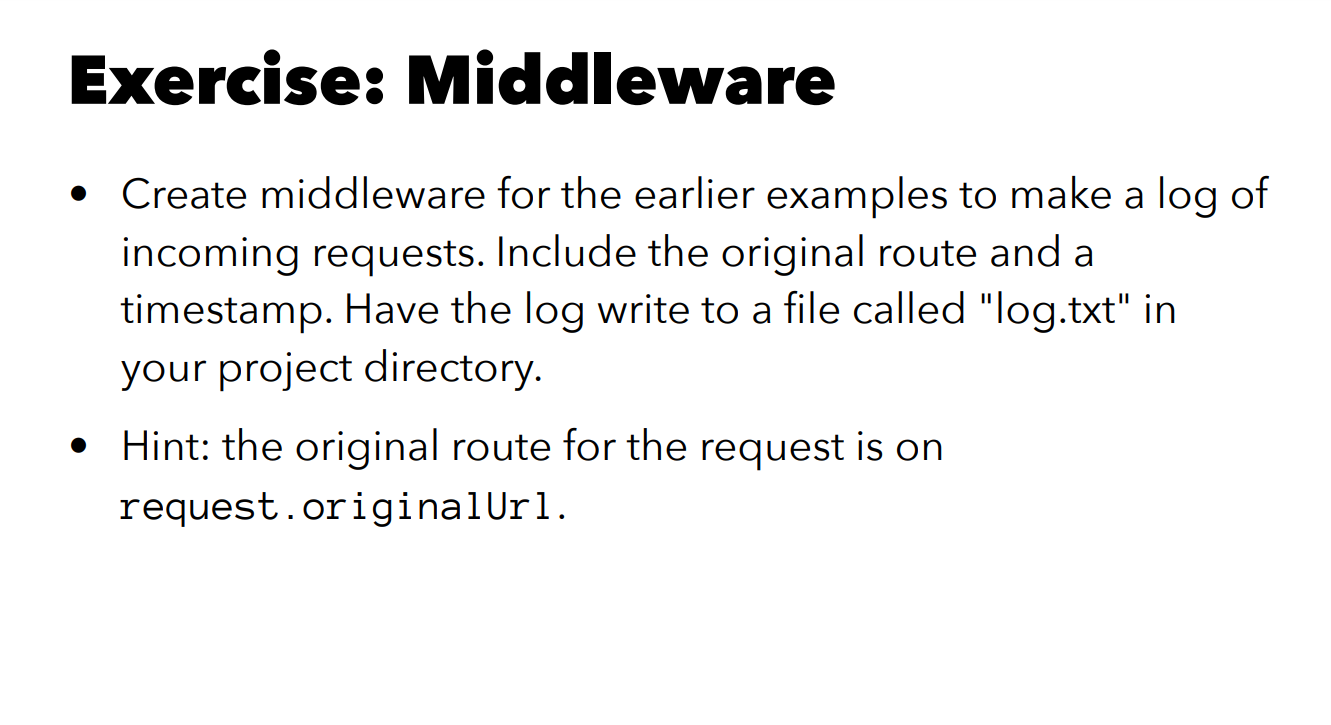 Exercise: Middleware
• Create middleware for the earlier examples to make a log of
incoming requests. Include the original route and a
timestamp. Have the log write to a file called "log.txt" in
your project directory.
• Hint: the original route for the request is on
request.originalUrl.